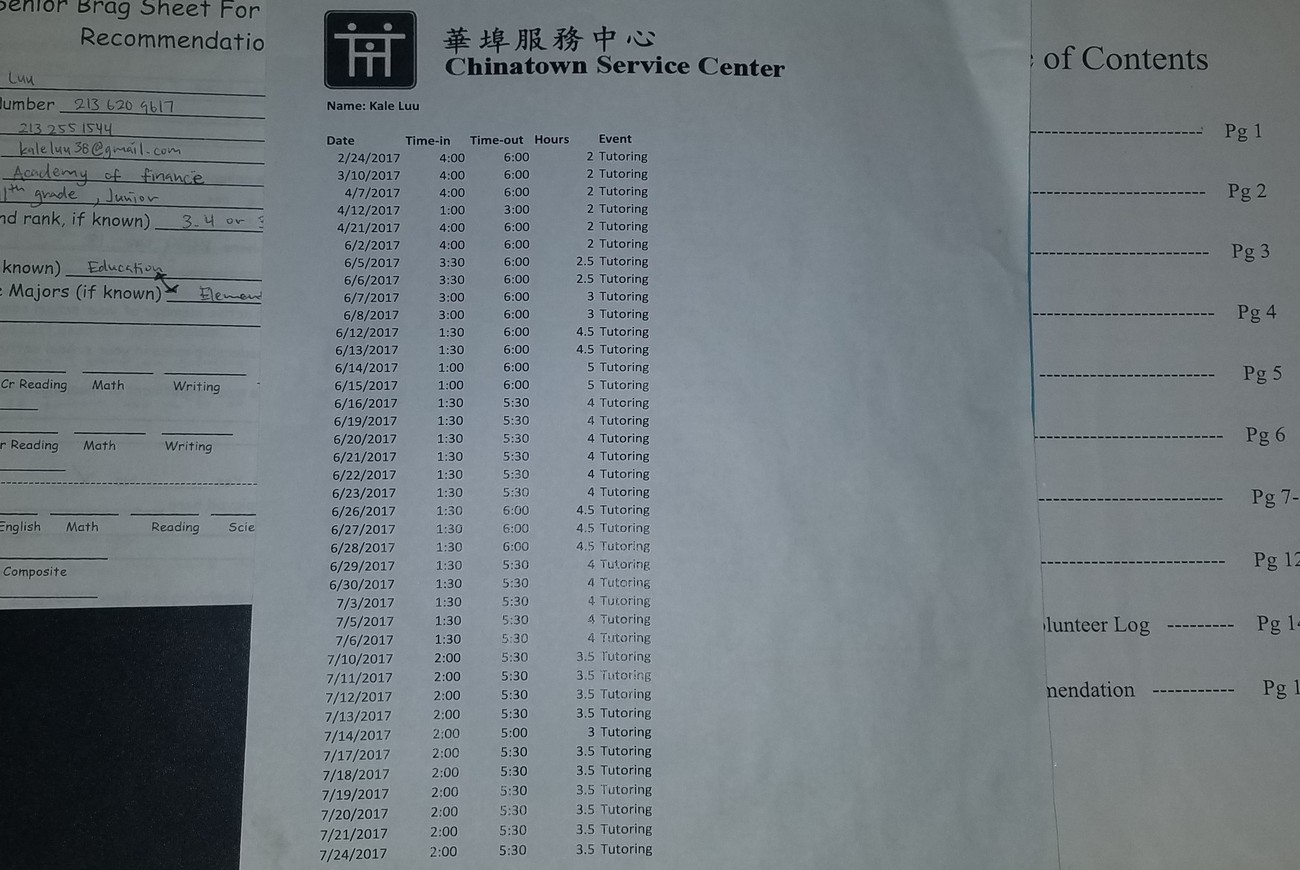 Senior Brag Sheet For
Recommendatio
Luu
Number 213 620 9617
213 255 1544
kaleluu38@gmail.com
Academy of finance
11th grade, Junior
nd rank, if known) 3.4 or
known) Education
Majors (if known) Element
Cr Reading Math Writing
r Reading Math Writing
English Math Reading Scie
Composite
華埠服務中心
Chinatown Service Center
Name: Kale Luu
Date Time-in Time-out Hours Event
2/24/2017 4:00 6:00 2 Tutoring
3/10/2017 4:00 6:00 2 Tutoring
4/7/2017 4:00 6:00 2 Tutoring
4/12/2017 1:00 3:00 2 Tutoring
4/21/2017 4:00 6:00 2 Tutoring
6/2/2017 4:00 6:00 2 Tutoring
6/5/2017 3:30 6:00 2.5 Tutoring
6/6/2017 3:30 6:00 2.5 Tutoring
6/7/2017 3:00 6:00 3 Tutoring
6/8/2017 3:00 6:00 3 Tutoring
6/12/2017 1:30 6:00 4.5 Tutoring
6/13/2017 1:30 6:00 4.5 Tutoring
6/14/2017 1:00 6:00 5 Tutoring
6/15/2017 1:00 6:00 5 Tutoring
6/16/2017 1:30 5:30 4 Tutoring
6/19/2017 1:30 5:30 4 Tutoring
6/20/2017 1:30 5:30 4 Tutoring
6/21/2017 1:30 5:30 4 Tutoring
6/22/2017 1:30 5:30 4 Tutoring
6/23/2017 1:30 5:30 4 Tutoring
6/26/2017 1:30 6:00 4.5 Tutoring
6/27/2017 1:30 6:00 4.5 Tutoring
6/28/2017 1:30 6:00 4.5 Tutoring
6/29/2017 1:30 5:30 4 Tutoring
6/30/2017 1:30 5:30 4 Tutoring
7/3/2017 1:30 5:30 4 Tutoring
7/5/2017 1:30 5:30 4 Tutoring
7/6/2017 1:30 5:30 4 Tutoring
7/10/2017 2:00 5:30 3.5 Tutoring
7/11/2017 2:00 5:30 3.5 Tutoring
7/12/2017 2:00 5:30 3.5 Tutoring
7/13/2017 2:00 5:30 3.5 Tutoring
7/14/2017 2:00 5:00 3 Tutoring
7/17/2017 2:00 5:30 3.5 Tutoring
7/18/2017 2:00 5:30 3.5 Tutoring
7/19/2017 2:00 5:30 3.5 Tutoring
7/20/2017 2:00 5:30 3.5 Tutoring
7/21/2017 2:00 5:30 3.5 Tutoring
7/24/2017 2:00 5:30 3.5 Tutoring
of Contents
Pg 1
Pg 2
Pg 3
Pg 4
Pg 5
Pg 6
Pg 7-
Pg 12
lunteer Log Pg 14
mendation Pg 1